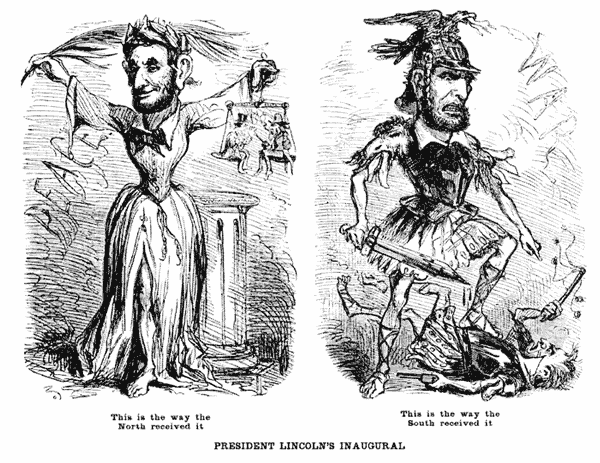 PEACE
WAR
This is the way the
North received it
This is the way the
South received it
PRESIDENT LINCOLN'S INAUGURAL